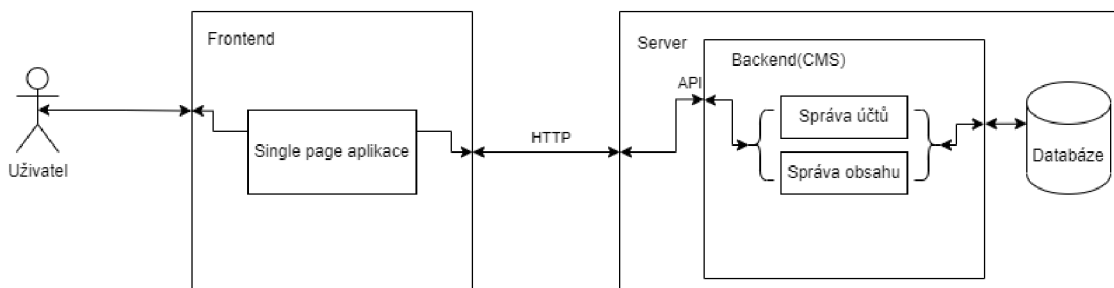 Frontend
Server
Backend(CMS)
API
HTTP
Single page aplikace
Správa účtů
Správa obsahu
Uživatel
Databáze